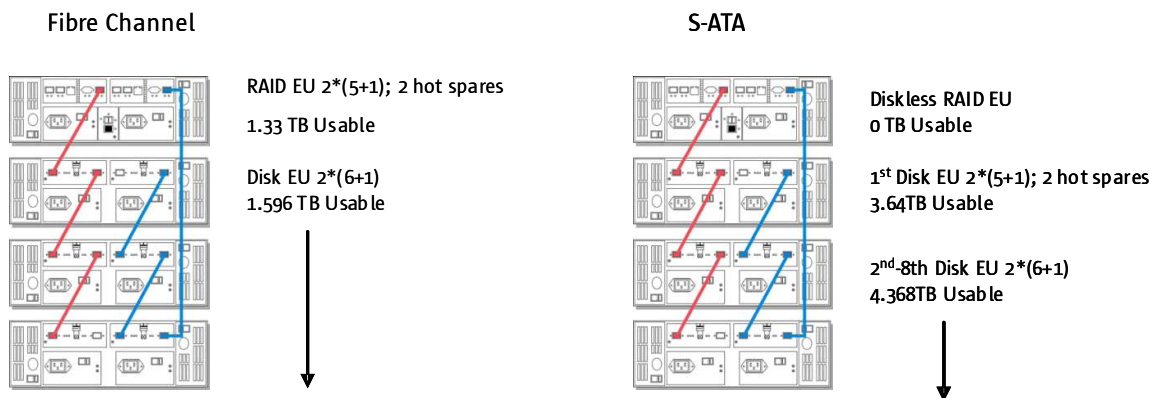 Fibre Channel
RAID EU 2*(5+1); 2 hot spares
1.33 TB Usable
Disk EU 2*(6+1)
1.596 TB Usable
S-ATA
Diskless RAID EU
0 TB Usable
1st Disk EU 2*(5+1); 2 hot spares
3.64TB Usable
2nd-8th Disk EU 2*(6+1)
4.368TB Usable